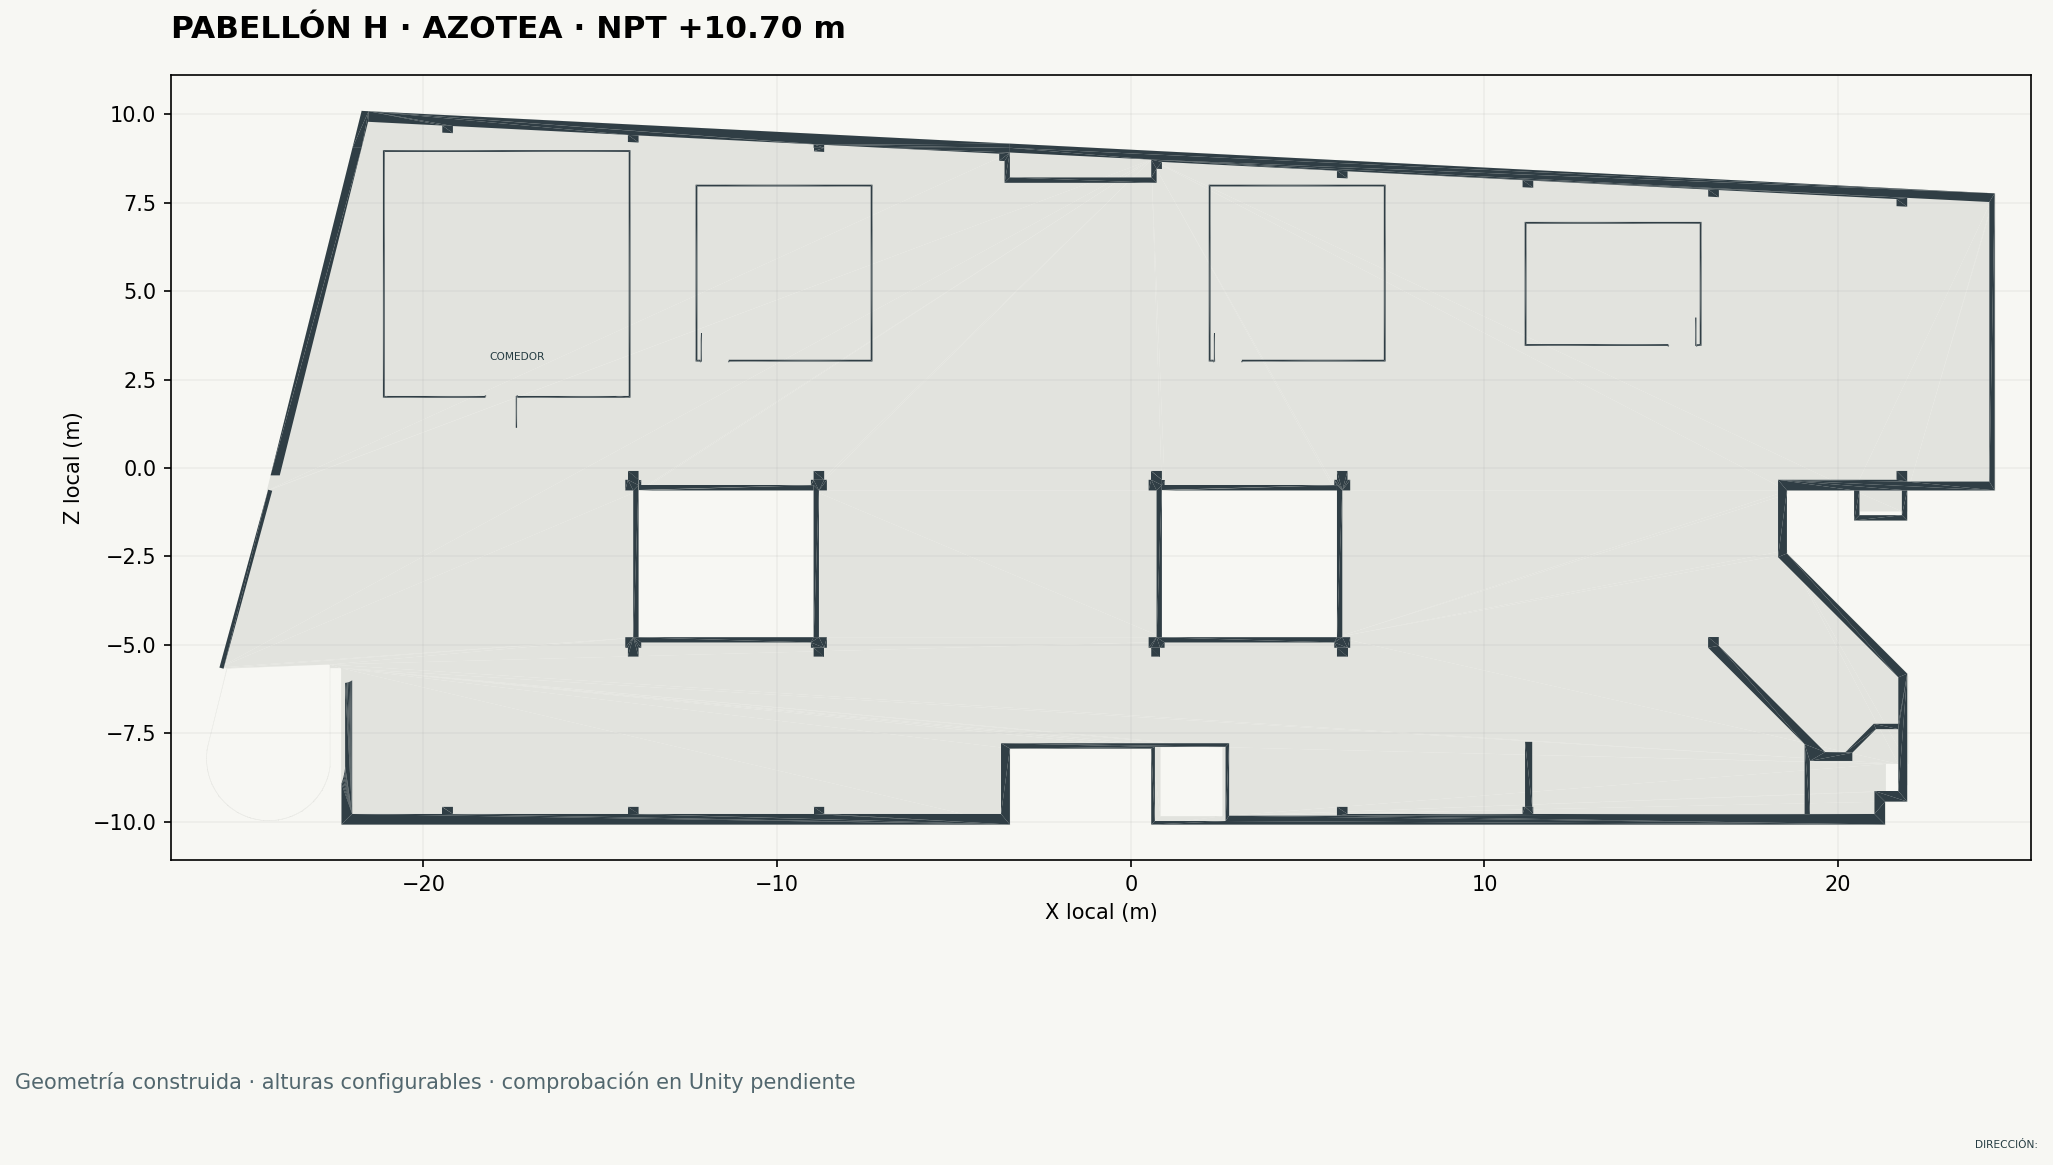 PABELLÓN H · AZOTEA · NPT +10.70 m
10.0
7.5
5.0
2.5
0.0
−2.5
−5.0
−7.5
−10.0
Z local (m)
COMEDOR
−20
−10
0
10
20
X local (m)
Geometría construida · alturas configurables · comprobación en Unity pendiente
DIRECCIÓN: